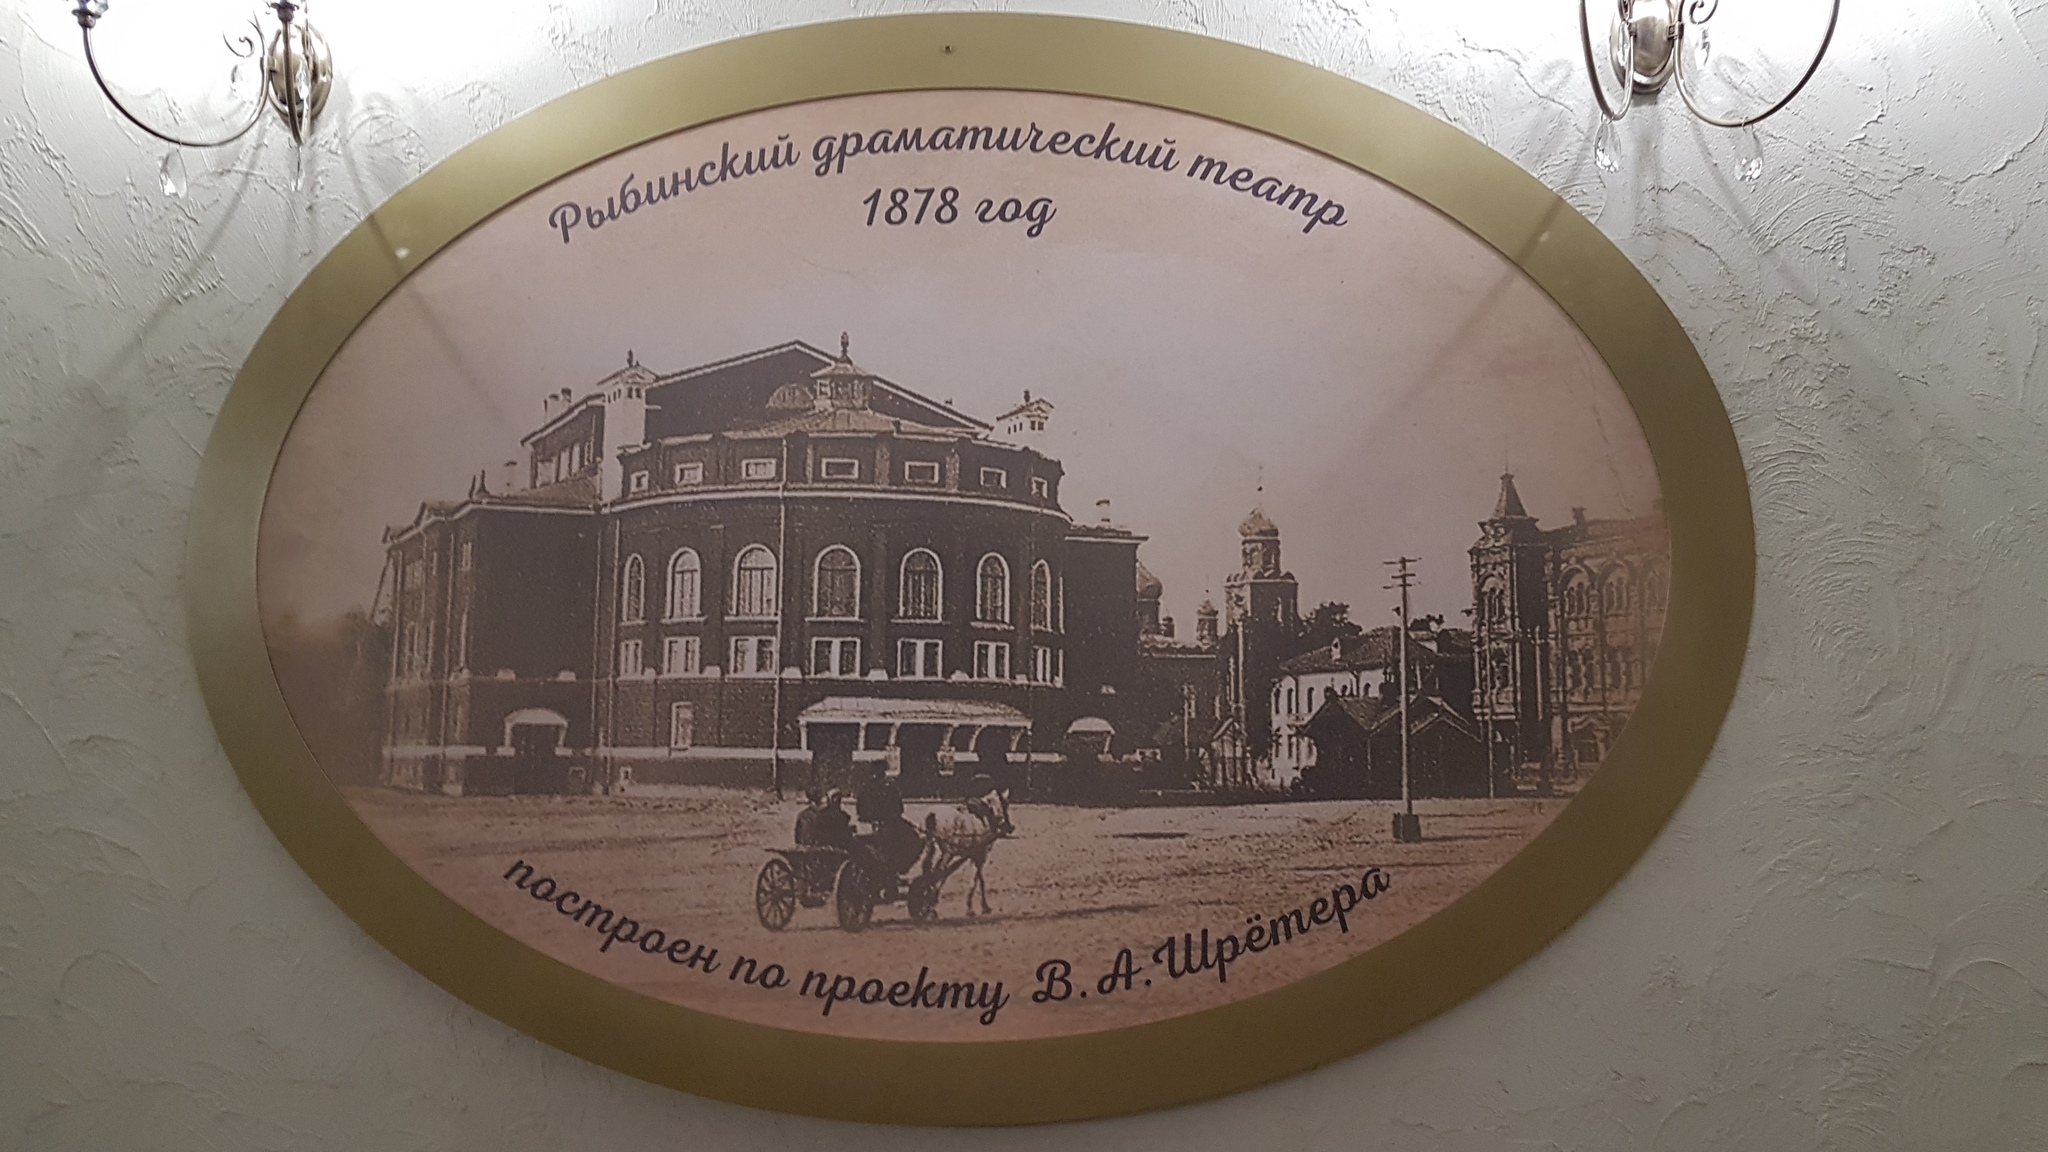 Рыбинский драматический театр
1878 год
построен по проекту В. А. Шрётера